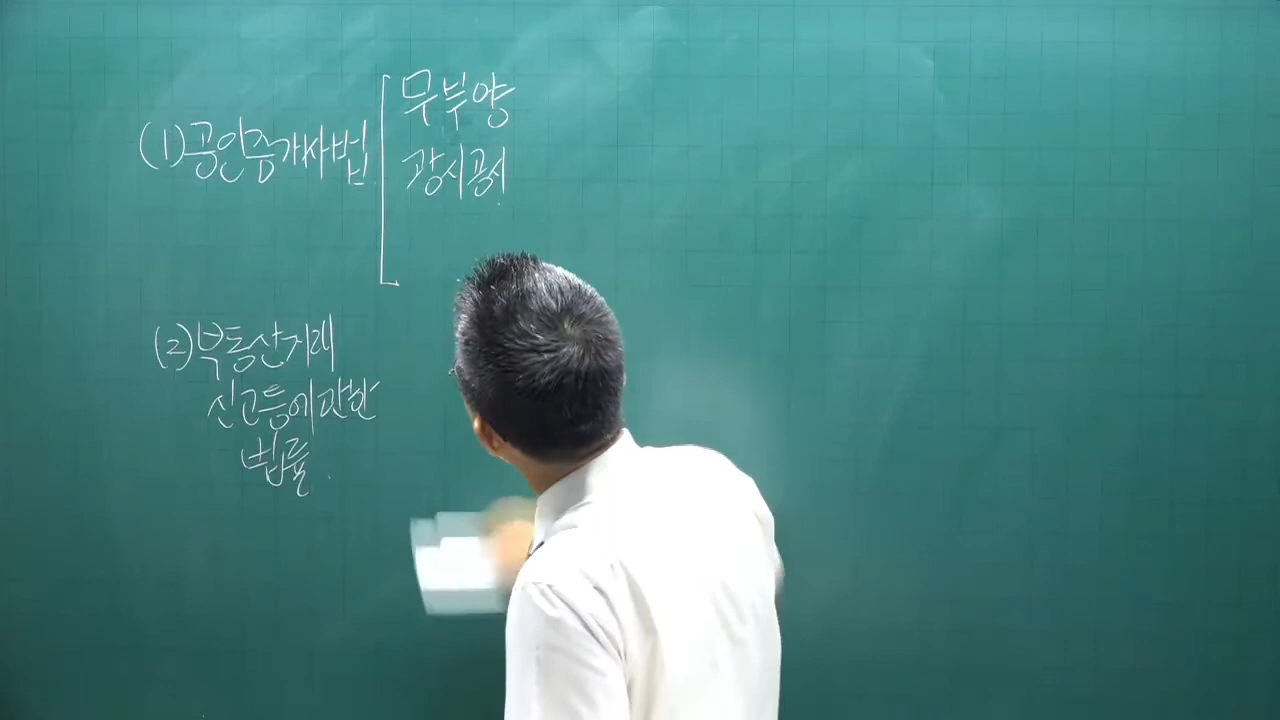 (1) 공인중개사법
무부양
광시공시
(2) 부동산거래
신고등에관한
법률.